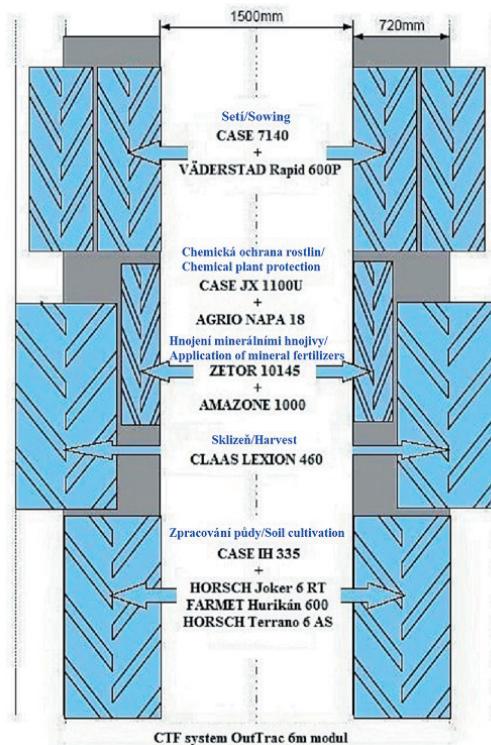 1500mm
720mm
Setí/Sowing
CASE 7140
+
VÄDERSTAD Rapid 600P
Chemická ochrana rostlin/
Chemical plant protection
CASE JX 1100U
+
AGRIO NAPA 18
Hnojení minerálními hnojivy/
Application of mineral fertilizers
ZETOR 10145
+
AMAZONE 1000
Sklizeň/Harvest
CLAAS LEXION 460
Zpracování půdy/Soil cultivation
CASE IH 335
+
HORSCH Joker 6 RT
FARMET Hurikán 600
HORSCH Terrano 6 AS
CTF system OutTrac 6m modul